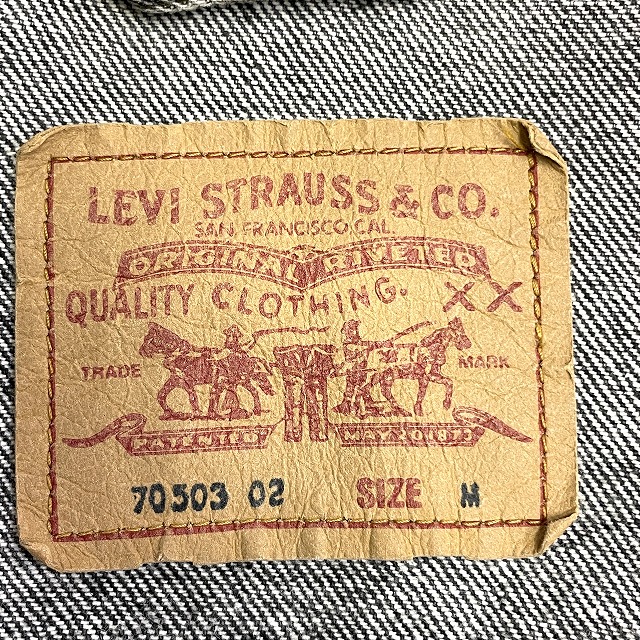 LEVI STRAUSS & CO.
SAN FRANCISCO CAL.
ORIGINAL RIVETED
QUALITY CLOTHING. XX
TRADE MARK
PATENTED MAY 20 1873
70503 02 SIZE M